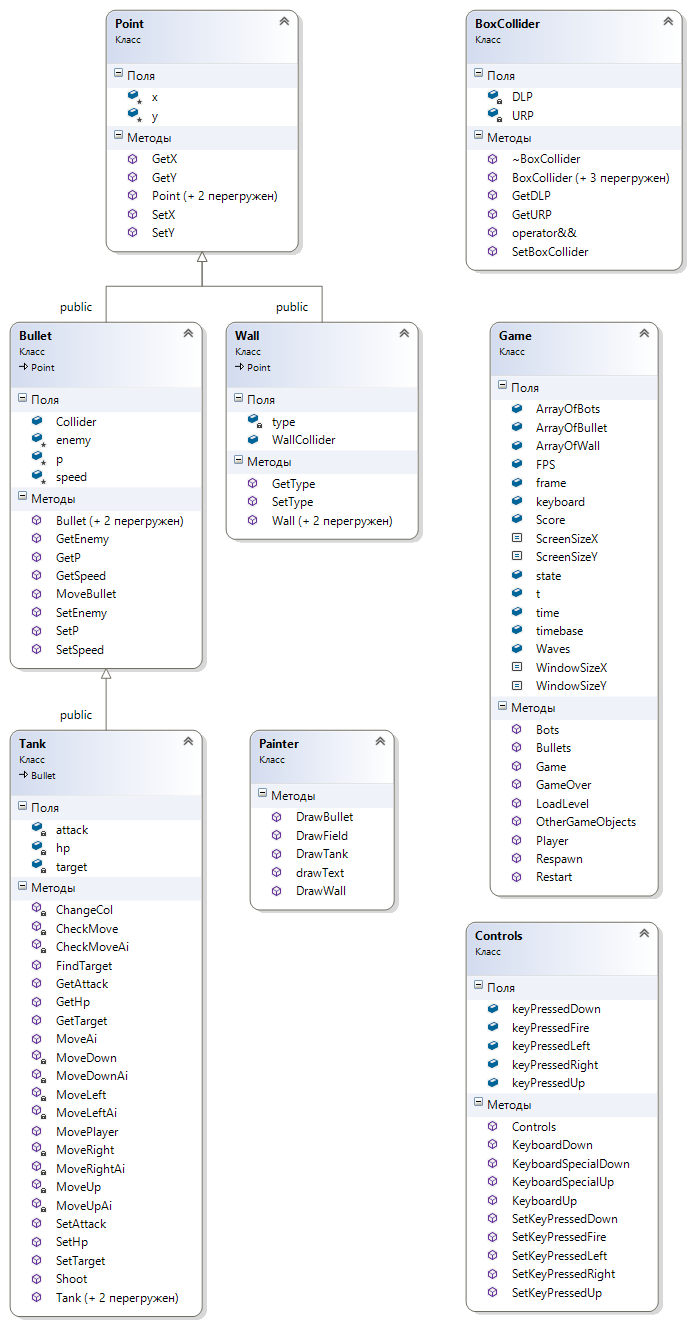 Point
Класс
Поля
x
y
Методы
GetX
GetY
Point (+ 2 перегружен)
SetX
SetY
BoxCollider
Класс
Поля
DLP
URP
Методы
~BoxCollider
BoxCollider (+ 3 перегружен)
GetDLP
GetURP
operator&&
SetBoxCollider
public
public
Bullet
Класс
Point
Поля
Collider
enemy
p
speed
Методы
Bullet (+ 2 перегружен)
GetEnemy
GetP
GetSpeed
MoveBullet
SetEnemy
SetP
SetSpeed
Wall
Класс
Point
Поля
type
WallCollider
Методы
GetType
SetType
Wall (+ 2 перегружен)
Game
Класс
Поля
ArrayOfBots
ArrayOfBullet
ArrayOfWall
FPS
frame
keyboard
Score
ScreenSizeX
ScreenSizeY
state
t
time
timebase
Waves
WindowSizeX
WindowSizeY
Методы
Bots
Bullets
Game
GameOver
LoadLevel
OtherGameObjects
Player
Respawn
Restart
public
Tank
Класс
Bullet
Поля
attack
hp
target
Методы
ChangeCol
CheckMove
CheckMoveAi
FindTarget
GetAttack
GetHp
GetTarget
MoveAi
MoveDown
MoveDownAi
MoveLeft
MoveLeftAi
MovePlayer
MoveRight
MoveRightAi
MoveUp
MoveUpAi
SetAttack
SetHp
SetTarget
Shoot
Tank (+ 2 перегружен)
Painter
Класс
Методы
DrawBullet
DrawField
DrawTank
drawText
DrawWall
Controls
Класс
Поля
keyPressedDown
keyPressedFire
keyPressedLeft
keyPressedRight
keyPressedUp
Методы
Controls
KeyboardDown
KeyboardSpecialDown
KeyboardSpecialUp
KeyboardUp
SetKeyPressedDown
SetKeyPressedFire
SetKeyPressedLeft
SetKeyPressedRight
SetKeyPressedUp